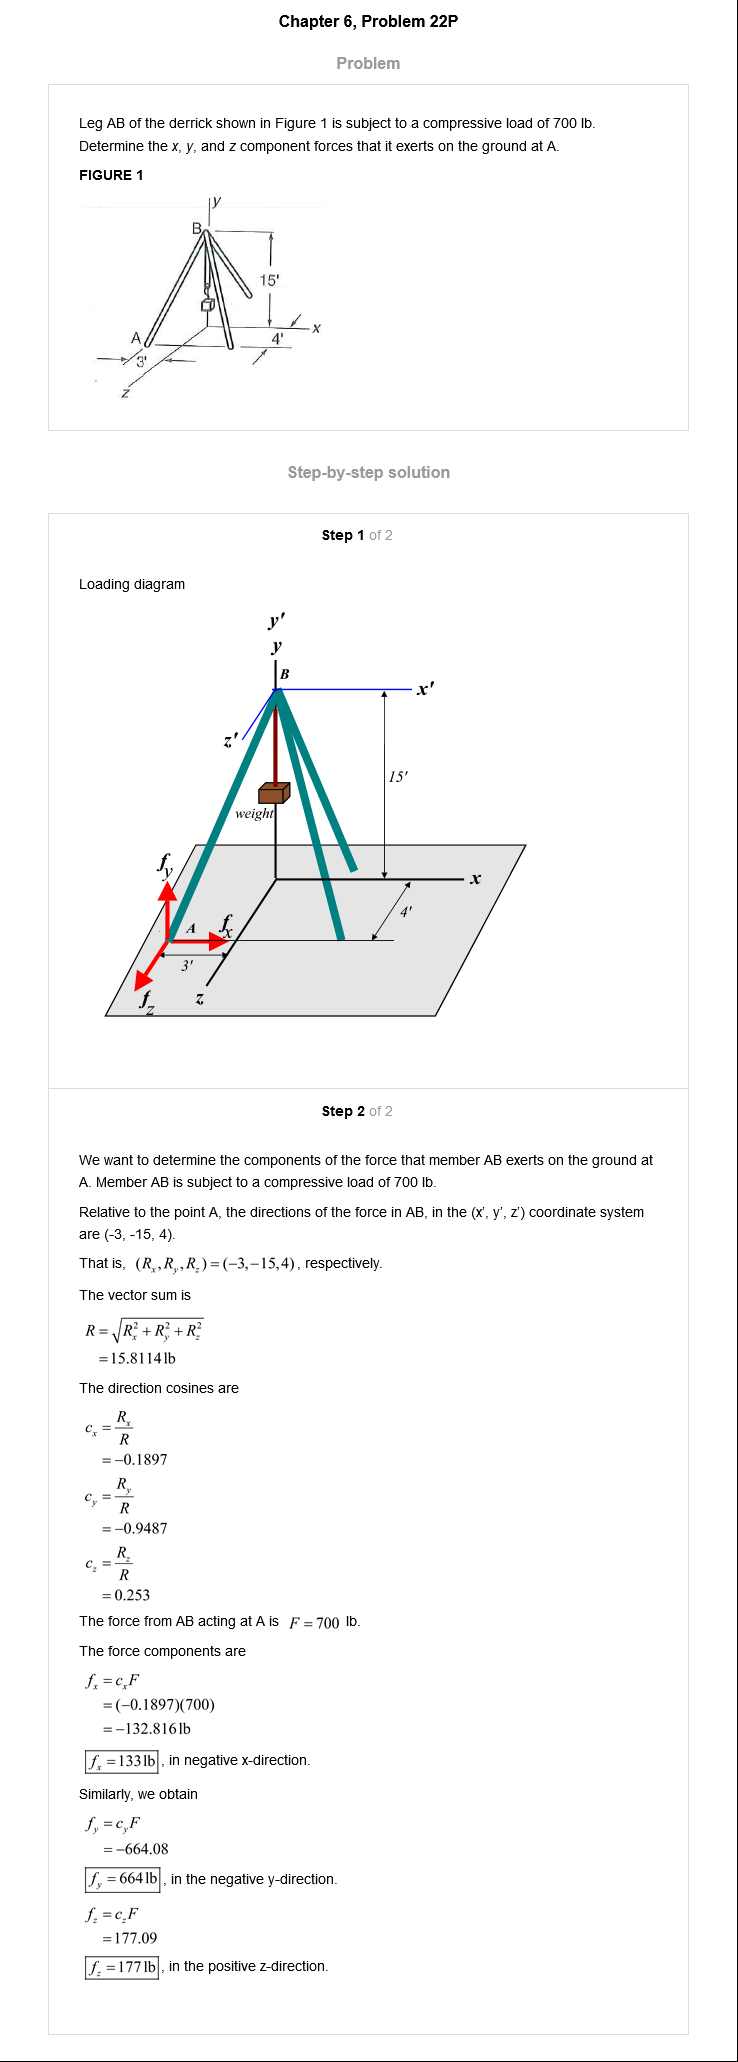 Chapter 6, Problem 22P
Problem
Leg AB of the derrick shown in Figure 1 is subject to a compressive load of 700 lb.
Determine the x, y, and z component forces that it exerts on the ground at A.
FIGURE 1
y
B
15'
x
A
4'
3'
z
Step-by-step solution
Step 1 of 2
Loading diagram
y'
y
B
x'
z'
15'
weight
f_y
x
A
f_x
4'
3'
f_z
z
Step 2 of 2
We want to determine the components of the force that member AB exerts on the ground at
A. Member AB is subject to a compressive load of 700 lb.
Relative to the point A, the directions of the force in AB, in the (x', y', z') coordinate system
are (-3, -15, 4).
That is, (R_x, R_y, R_z) = (−3,−15,4), respectively.
The vector sum is
R = √(R_x^2 + R_y^2 + R_z^2)
= 15.8114 lb
The direction cosines are
c_x = R_x / R
= −0.1897
c_y = R_y / R
= −0.9487
c_z = R_z / R
= 0.253
The force from AB acting at A is F = 700 lb.
The force components are
f_x = c_x F
= (−0.1897)(700)
= −132.816 lb
f_x = 133 lb, in negative x-direction.
Similarly, we obtain
f_y = c_y F
= −664.08
f_y = 664 lb, in the negative y-direction.
f_z = c_z F
= 177.09
f_z = 177 lb, in the positive z-direction.